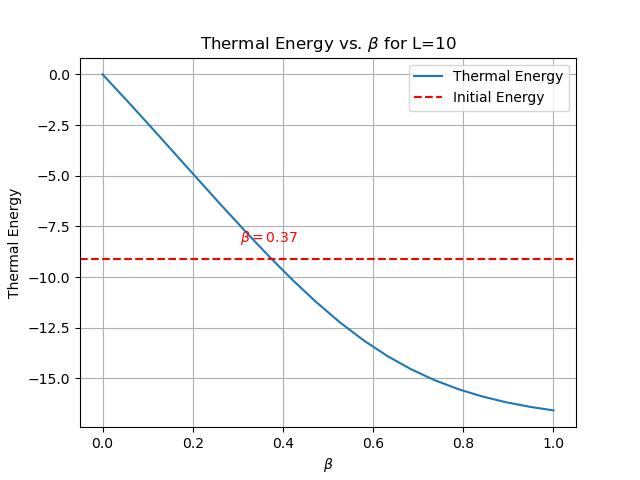 Thermal Energy vs. β for L=10
Thermal Energy
Initial Energy
Thermal Energy
0.0
−2.5
−5.0
−7.5
−10.0
−12.5
−15.0
β = 0.37
0.0 0.2 0.4 0.6 0.8 1.0
β